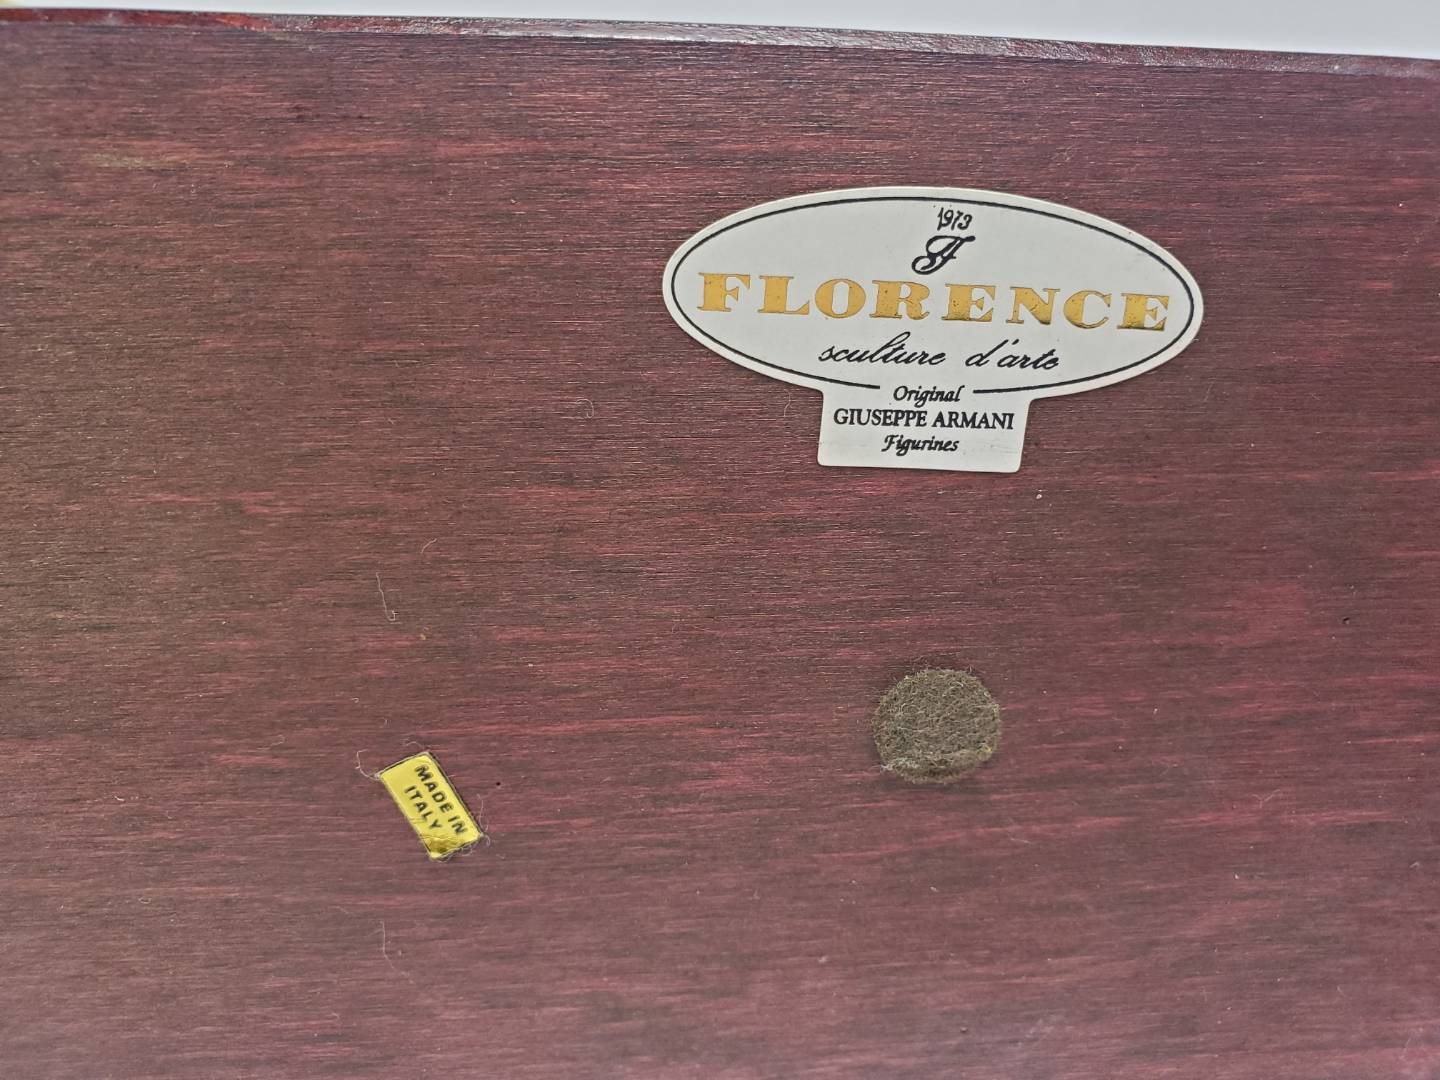 1973
FLORENCE
sculture d'arte
Original
GIUSEPPE ARMANI
Figurines
MADE IN
ITALY